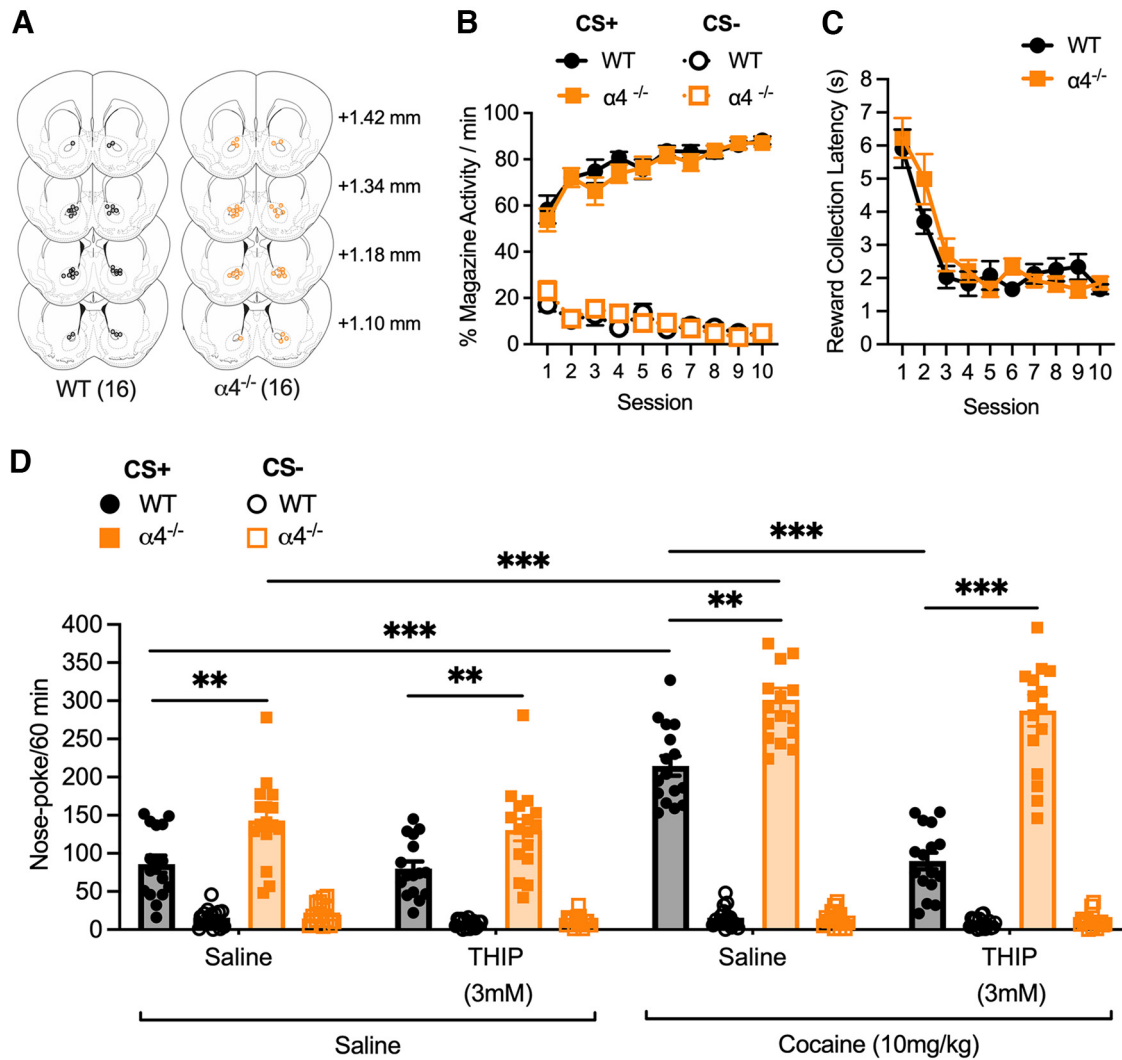 A
+1.42 mm
+1.34 mm
+1.18 mm
+1.10 mm
WT (16)
α4-/- (16)
B
CS+ CS-
WT WT
α4 -/- α4 -/-
% Magazine Activity / min
100
80
60
40
20
0
1 2 3 4 5 6 7 8 9 10
Session
C
WT
α4-/-
Reward Collection Latency (s)
8
7
6
5
4
3
2
1
0
1 2 3 4 5 6 7 8 9 10
Session
D
CS+ CS-
WT WT
α4-/- α4-/-
Nose-poke/60 min
400
350
300
250
200
150
100
50
0
***
***
***
**
***
**
**
Saline THIP Saline THIP
(3mM) (3mM)
Saline Cocaine (10mg/kg)